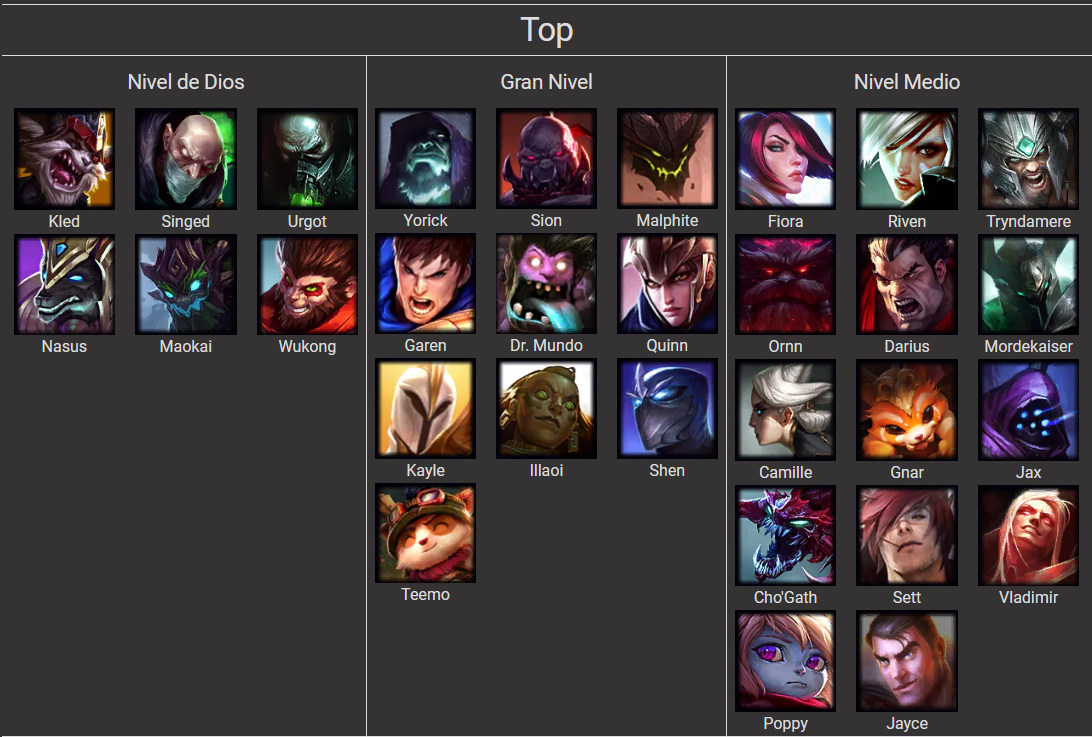 Top
Nivel de Dios
Kled Singed Urgot
Nasus Maokai Wukong
Gran Nivel
Yorick Sion Malphite
Garen Dr. Mundo Quinn
Kayle Illaoi Shen
Teemo
Nivel Medio
Fiora Riven Tryndamere
Ornn Darius Mordekaiser
Camille Gnar Jax
Cho'Gath Sett Vladimir
Poppy Jayce